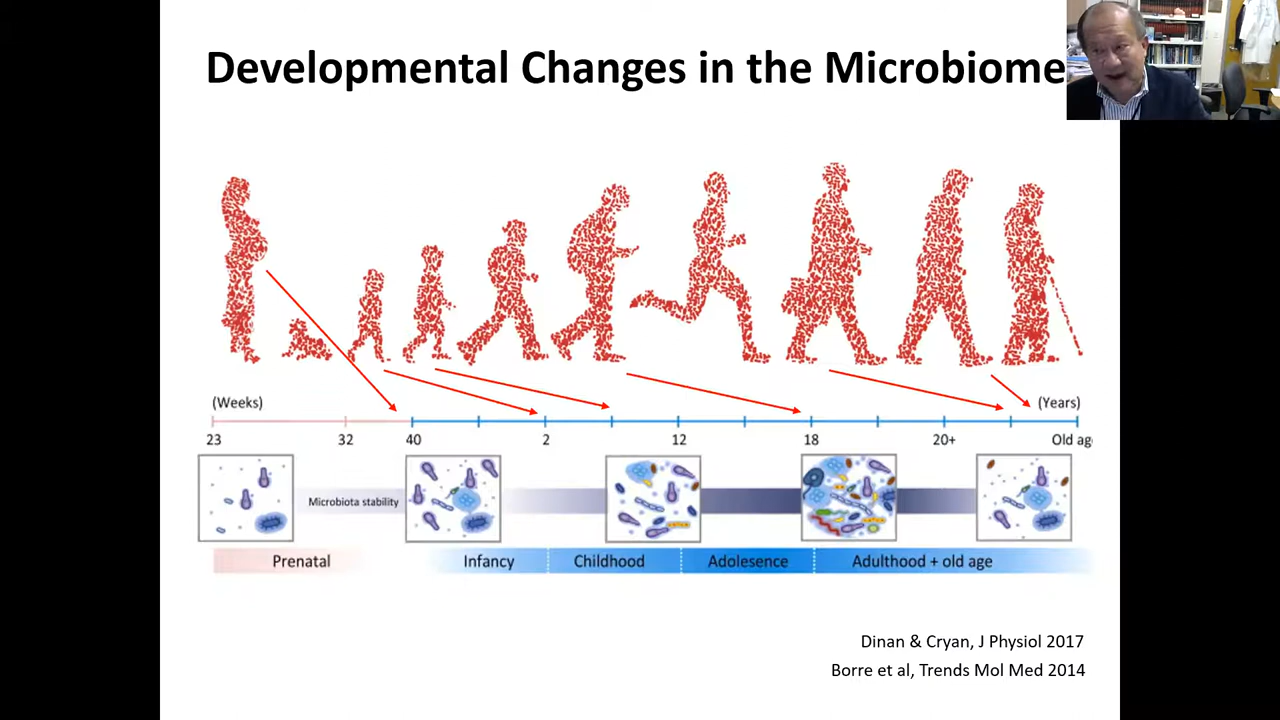 Developmental Changes in the Microbiome
(Weeks)
(Years)
23 32 40 2 12 18 20+ Old ag
Microbiota stability
Prenatal Infancy Childhood Adolesence Adulthood + old age
Dinan & Cryan, J Physiol 2017
Borre et al, Trends Mol Med 2014